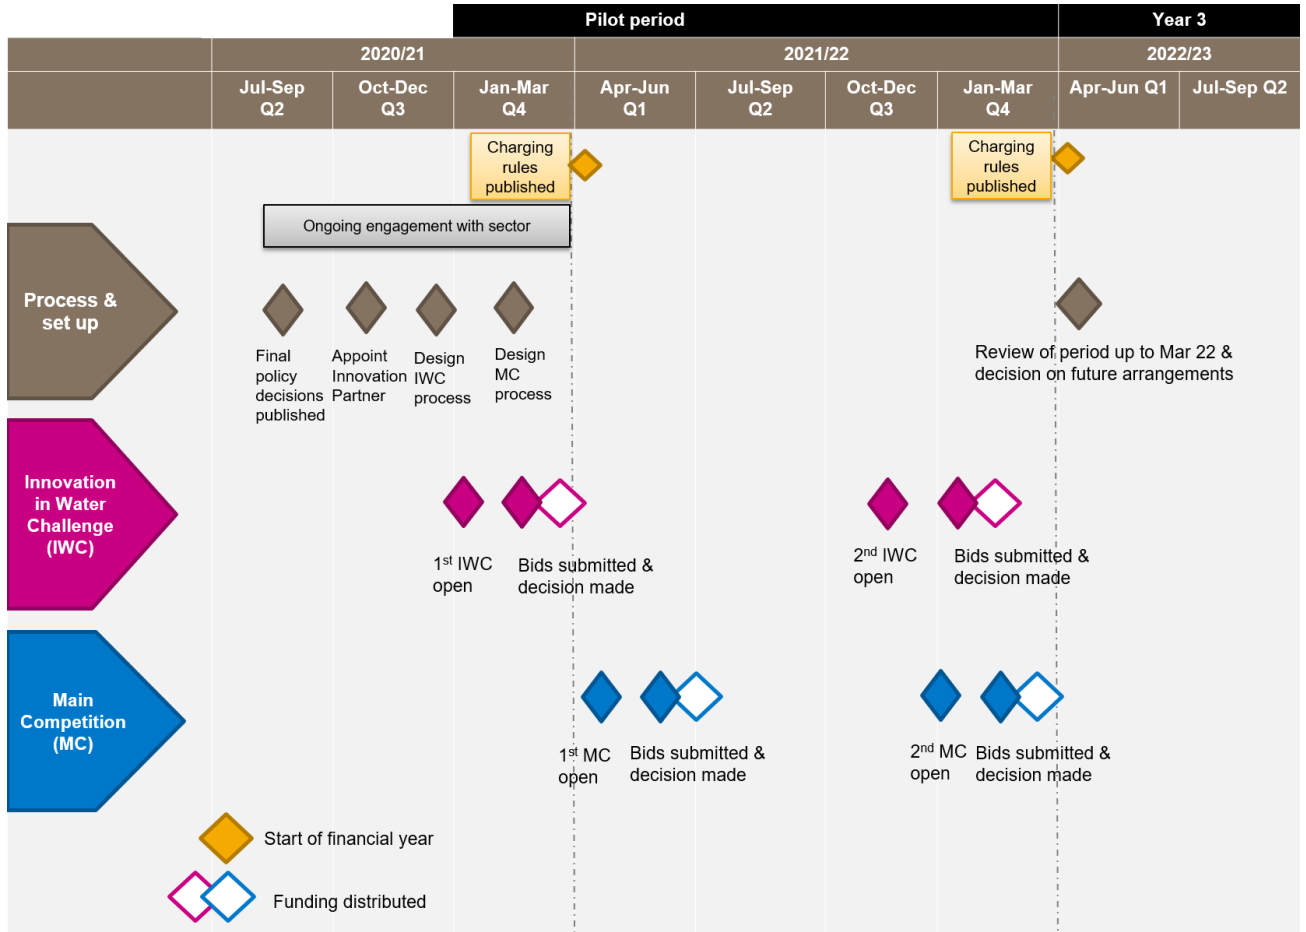 Pilot period
Year 3
2020/21
2021/22
2022/23
Jul-Sep
Q2
Oct-Dec
Q3
Jan-Mar
Q4
Apr-Jun
Q1
Jul-Sep
Q2
Oct-Dec
Q3
Jan-Mar
Q4
Apr-Jun Q1
Jul-Sep Q2
Charging
rules
published
Charging
rules
published
Ongoing engagement with sector
Process &
set up
Final
policy
decisions
published
Appoint
Innovation
Partner
Design
IWC
process
Design
MC
process
Review of period up to Mar 22 &
decision on future arrangements
Innovation
in Water
Challenge
(IWC)
1st IWC
open
Bids submitted &
decision made
2nd IWC
open
Bids submitted &
decision made
Main
Competition
(MC)
1st MC
open
Bids submitted &
decision made
2nd MC
open
Bids submitted &
decision made
Start of financial year
Funding distributed